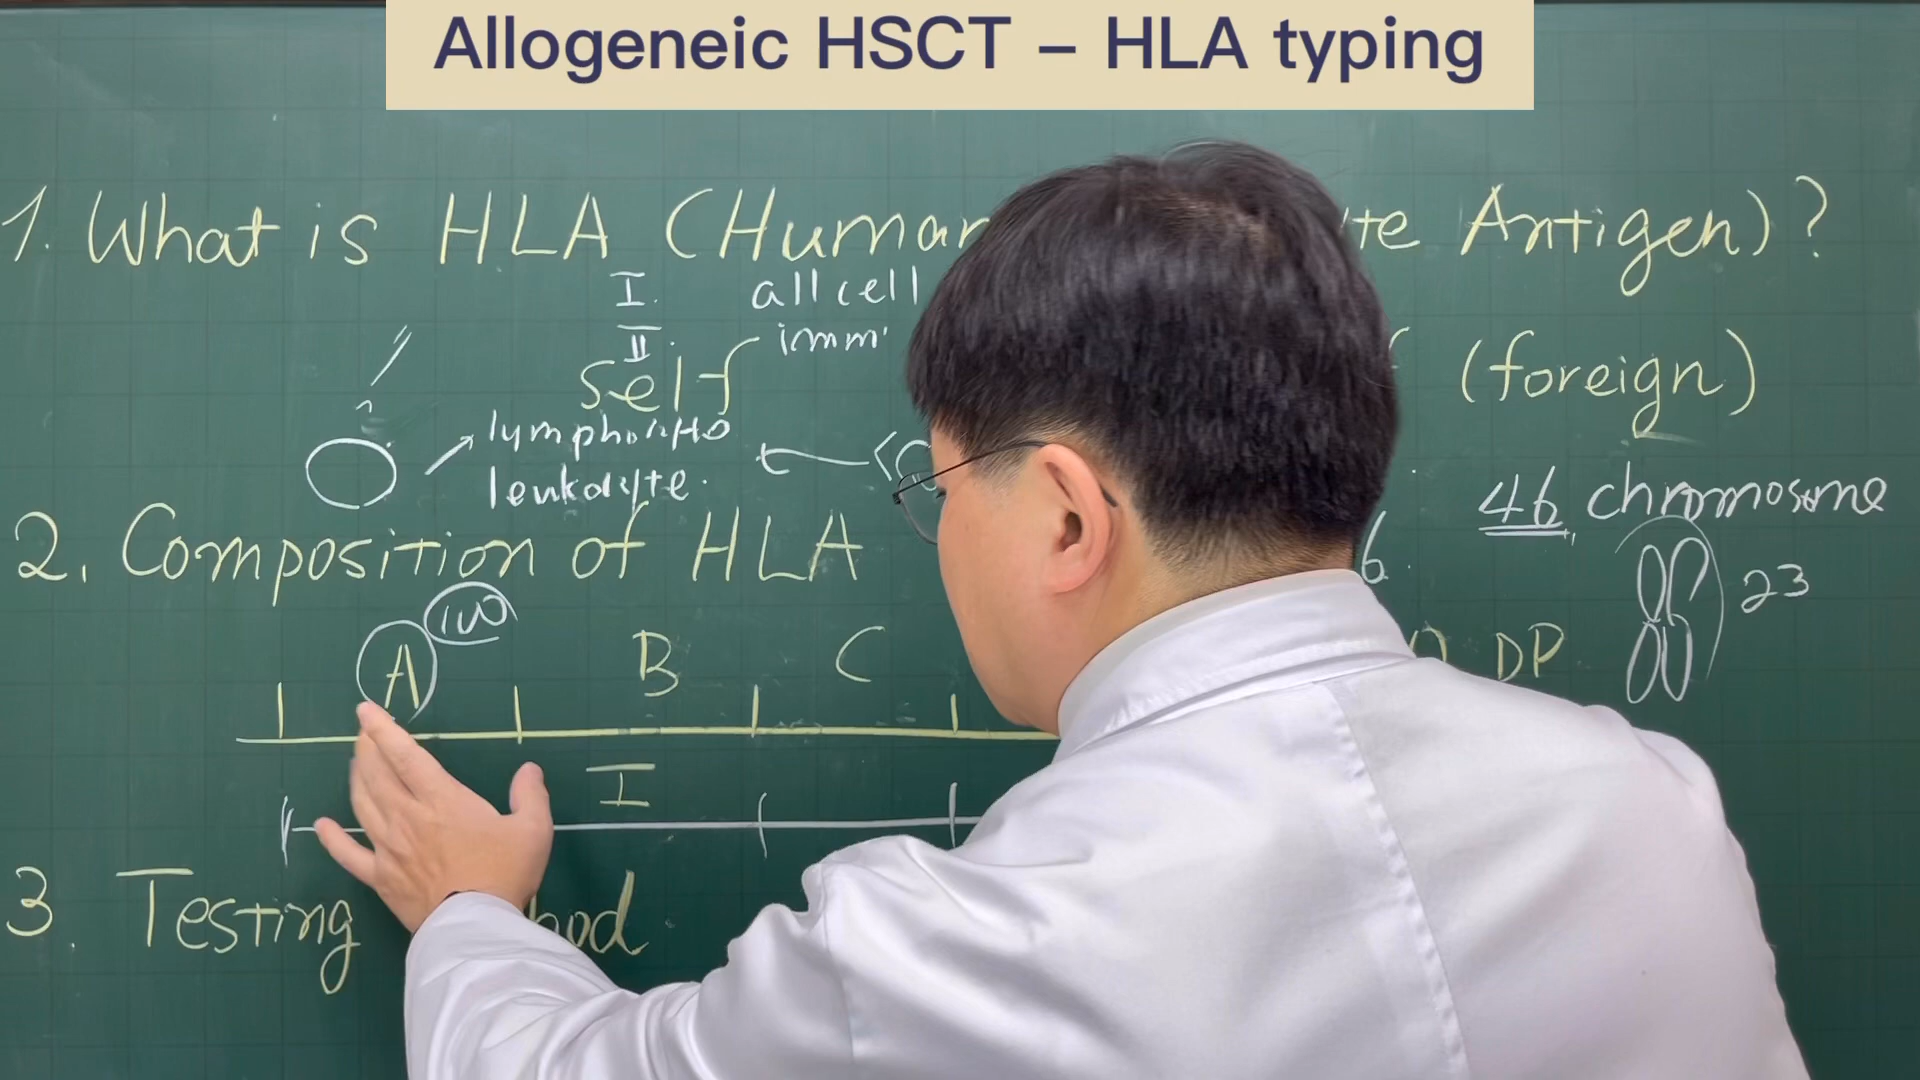 Allogeneic HSCT – HLA typing
1. What is HLA (Human te Antigen)?
I. all cell
II. imm'
self (foreign)
leukocyte.
46 chromosome
2. Composition of HLA 6.
23
A 100 B C DP
I
3. Testing hod